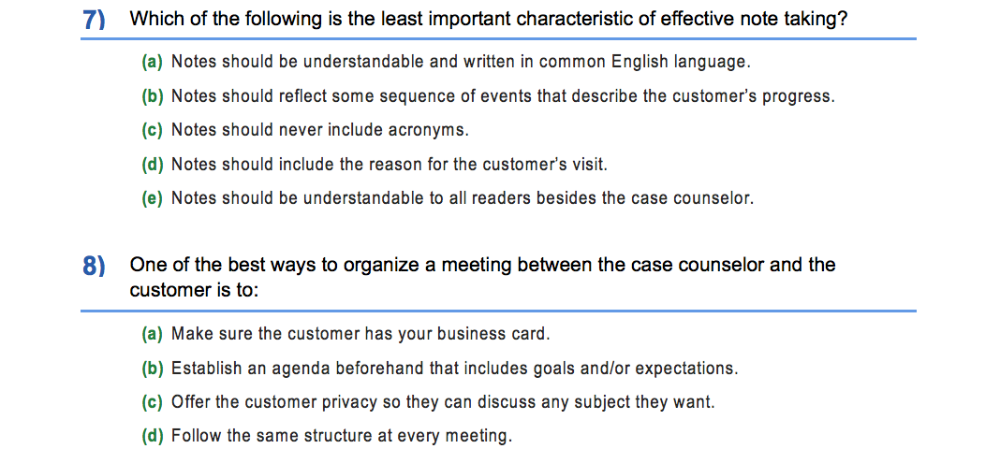 7) Which of the following is the least important characteristic of effective note taking?
(a) Notes should be understandable and written in common English language.
(b) Notes should reflect some sequence of events that describe the customer's progress.
(c) Notes should never include acronyms.
(d) Notes should include the reason for the customer's visit.
(e) Notes should be understandable to all readers besides the case counselor.
8) One of the best ways to organize a meeting between the case counselor and the
customer is to:
(a) Make sure the customer has your business card.
(b) Establish an agenda beforehand that includes goals and/or expectations.
(c) Offer the customer privacy so they can discuss any subject they want.
(d) Follow the same structure at every meeting.